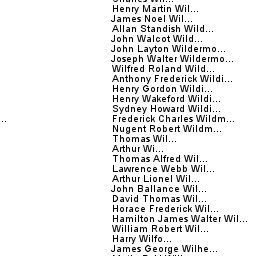 Henry Martin Wil...
James Noel Wil...
Allan Standish Wild...
John Walcot Wild...
John Layton Wildermo...
Joseph Walter Wildermo...
Wilfred Roland Wild...
Anthony Frederick Wildi...
Henry Gordon Wildi...
Henry Wakeford Wildi...
Sydney Howard Wildi...
... Frederick Charles Wildm...
Nugent Robert Wildm...
Thomas Wil...
Arthur Wi...
Thomas Alfred Wil...
Lawrence Webb Wil...
Arthur Lionel Wil...
John Ballance Wil...
David Thomas Wil...
Horace Frederick Wil...
Hamilton James Walter Wil...
William Robert Wil...
Harry Wilfo...
James George Wilhe...